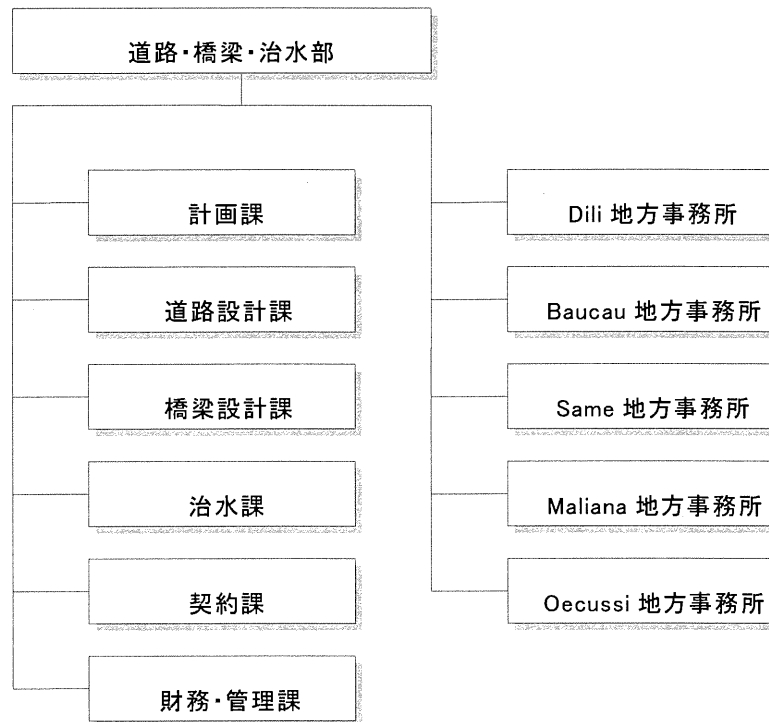 道路・橋梁・治水部
計画課
道路設計課
橋梁設計課
治水課
契約課
財務・管理課
Dili 地方事務所
Baucau 地方事務所
Same 地方事務所
Maliana 地方事務所
Oecussi 地方事務所